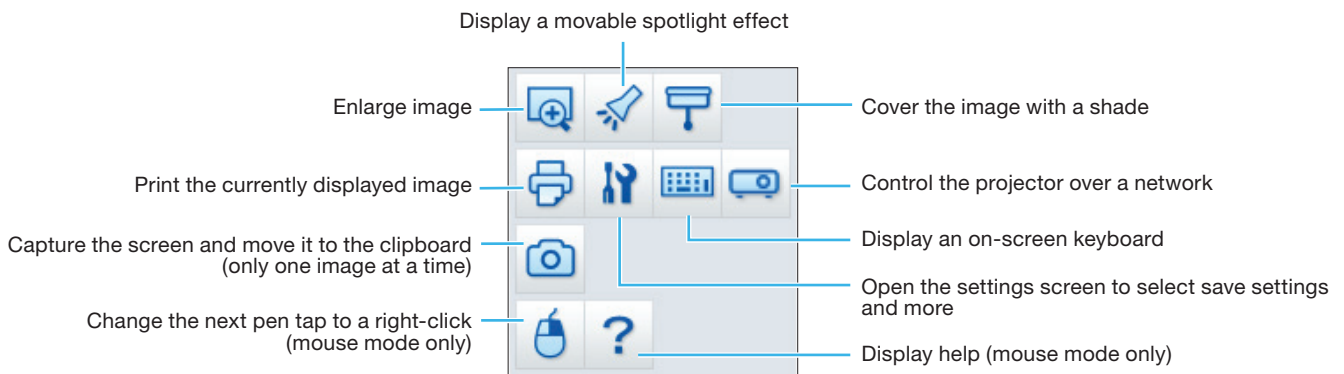 Display a movable spotlight effect
Enlarge image
Cover the image with a shade
Print the currently displayed image
Control the projector over a network
Capture the screen and move it to the clipboard
(only one image at a time)
Display an on-screen keyboard
Open the settings screen to select save settings
and more
Change the next pen tap to a right-click
(mouse mode only)
?
Display help (mouse mode only)